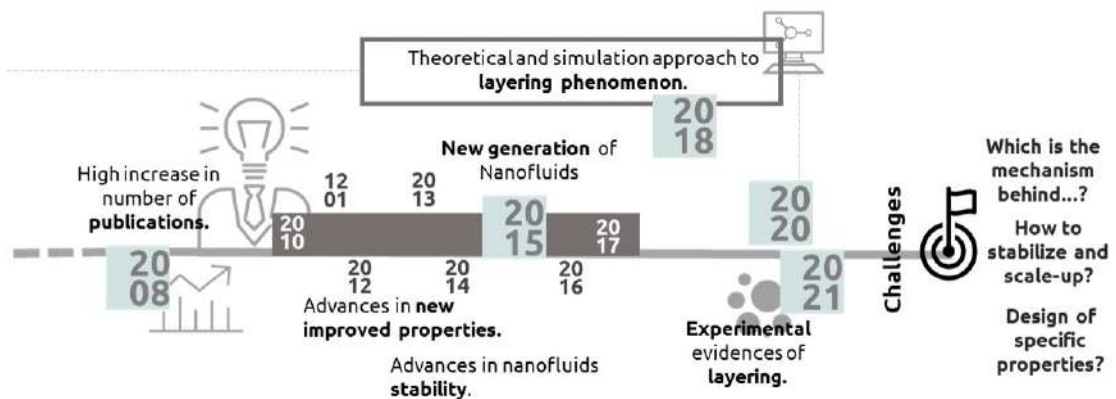 Theoretical and simulation approach to
layering phenomenon.
20
18
High increase in
number of
publications.
20
08
20
10
12
01
20
13
New generation of
Nanofluids
20
15
20
17
20
12
20
14
20
16
Advances in new
improved properties.
Advances in nanofluids
stability.
20
20
20
21
Experimental
evidences of
layering.
Challenges
Which is the
mechanism
behind...?
How to
stabilize and
scale-up?
Design of
specific
properties?